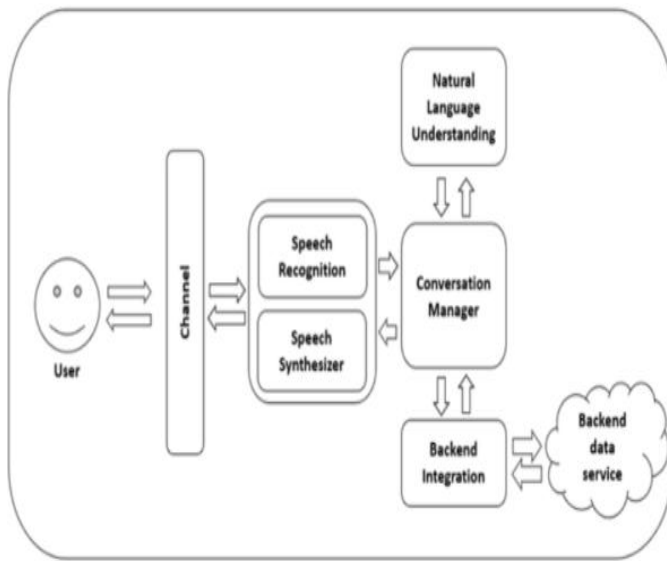 Natural
Language
Understanding
Channel
Speech
Recognition
Conversation
Manager
Speech
Synthesizer
User
Backend
Integration
Backend
data
service